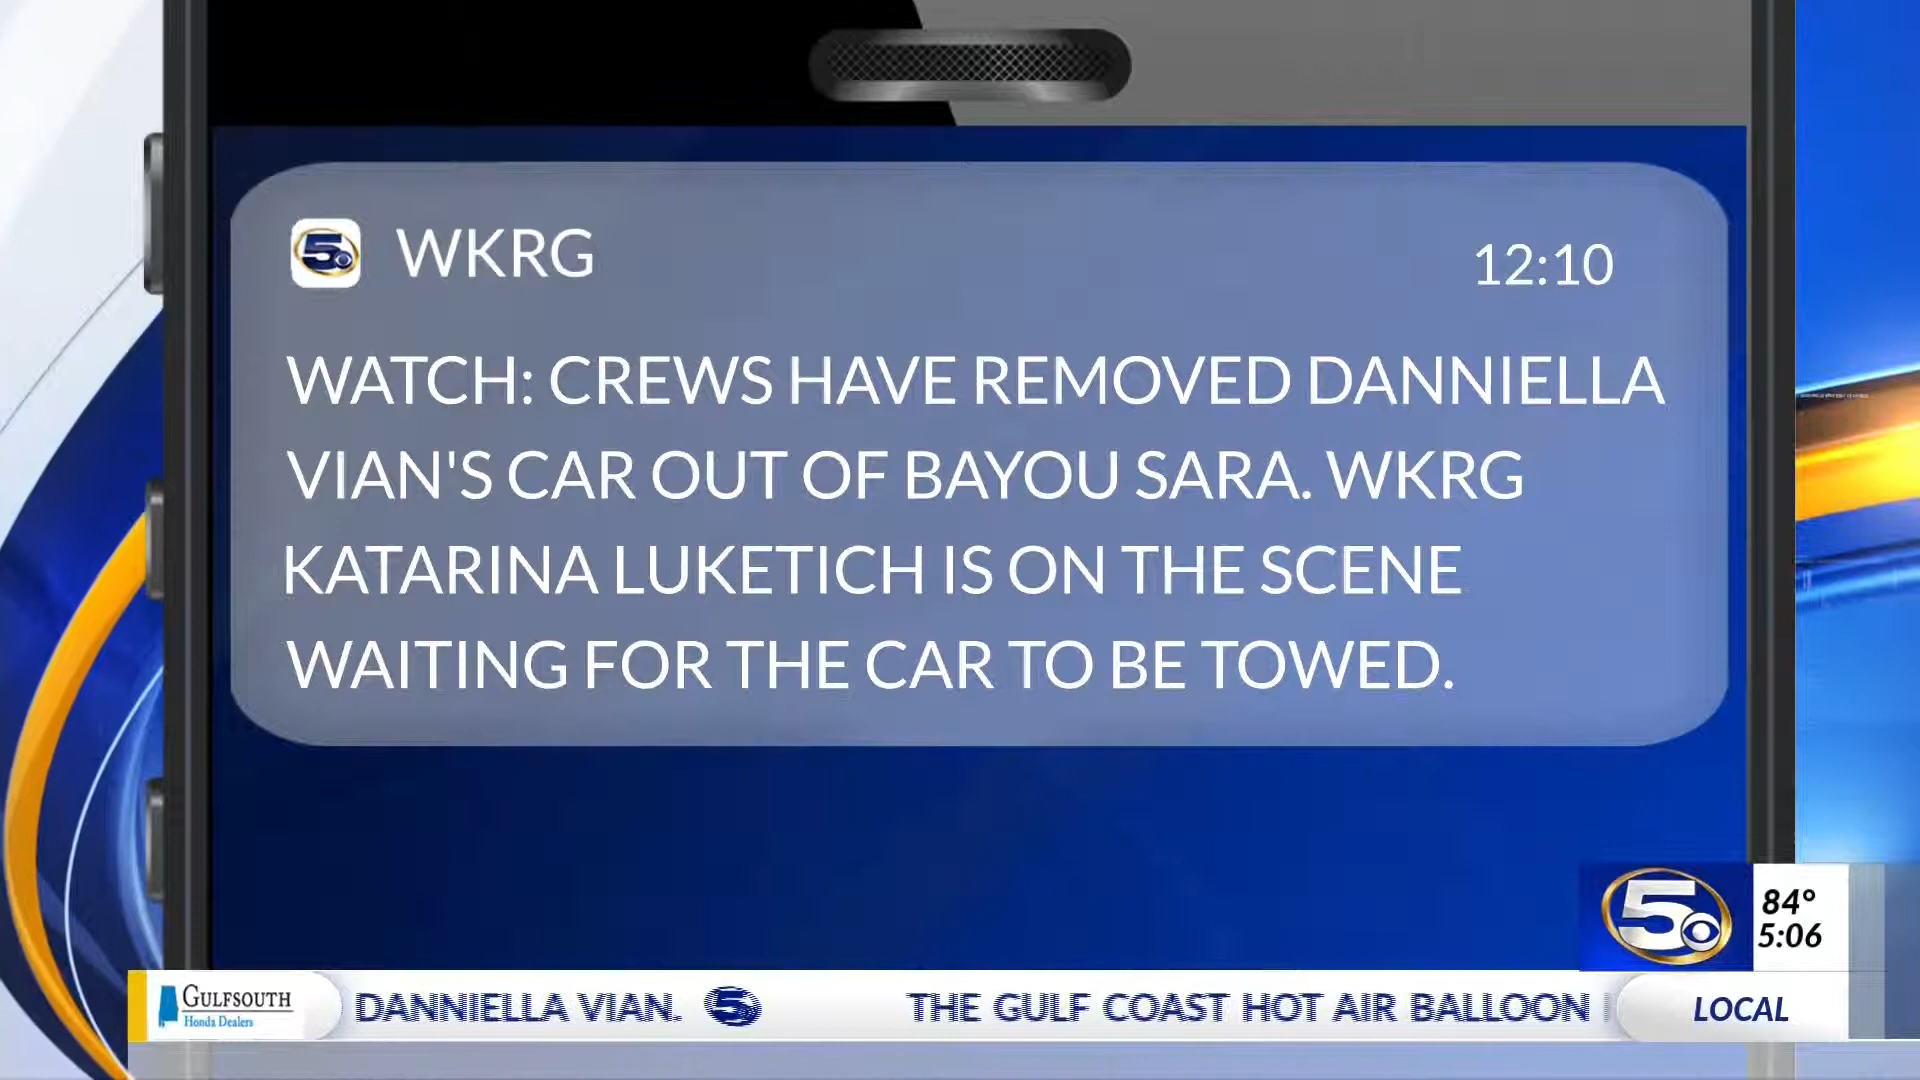 WKRG
12:10
WATCH: CREWS HAVE REMOVED DANNIELLA
VIAN'S CAR OUT OF BAYOU SARA. WKRG
KATARINA LUKETICH IS ON THE SCENE
WAITING FOR THE CAR TO BE TOWED.
5
84°
5:06
GULFSOUTH
Honda Dealers
DANNIELLA VIAN. 5 THE GULF COAST HOT AIR BALLOON
LOCAL